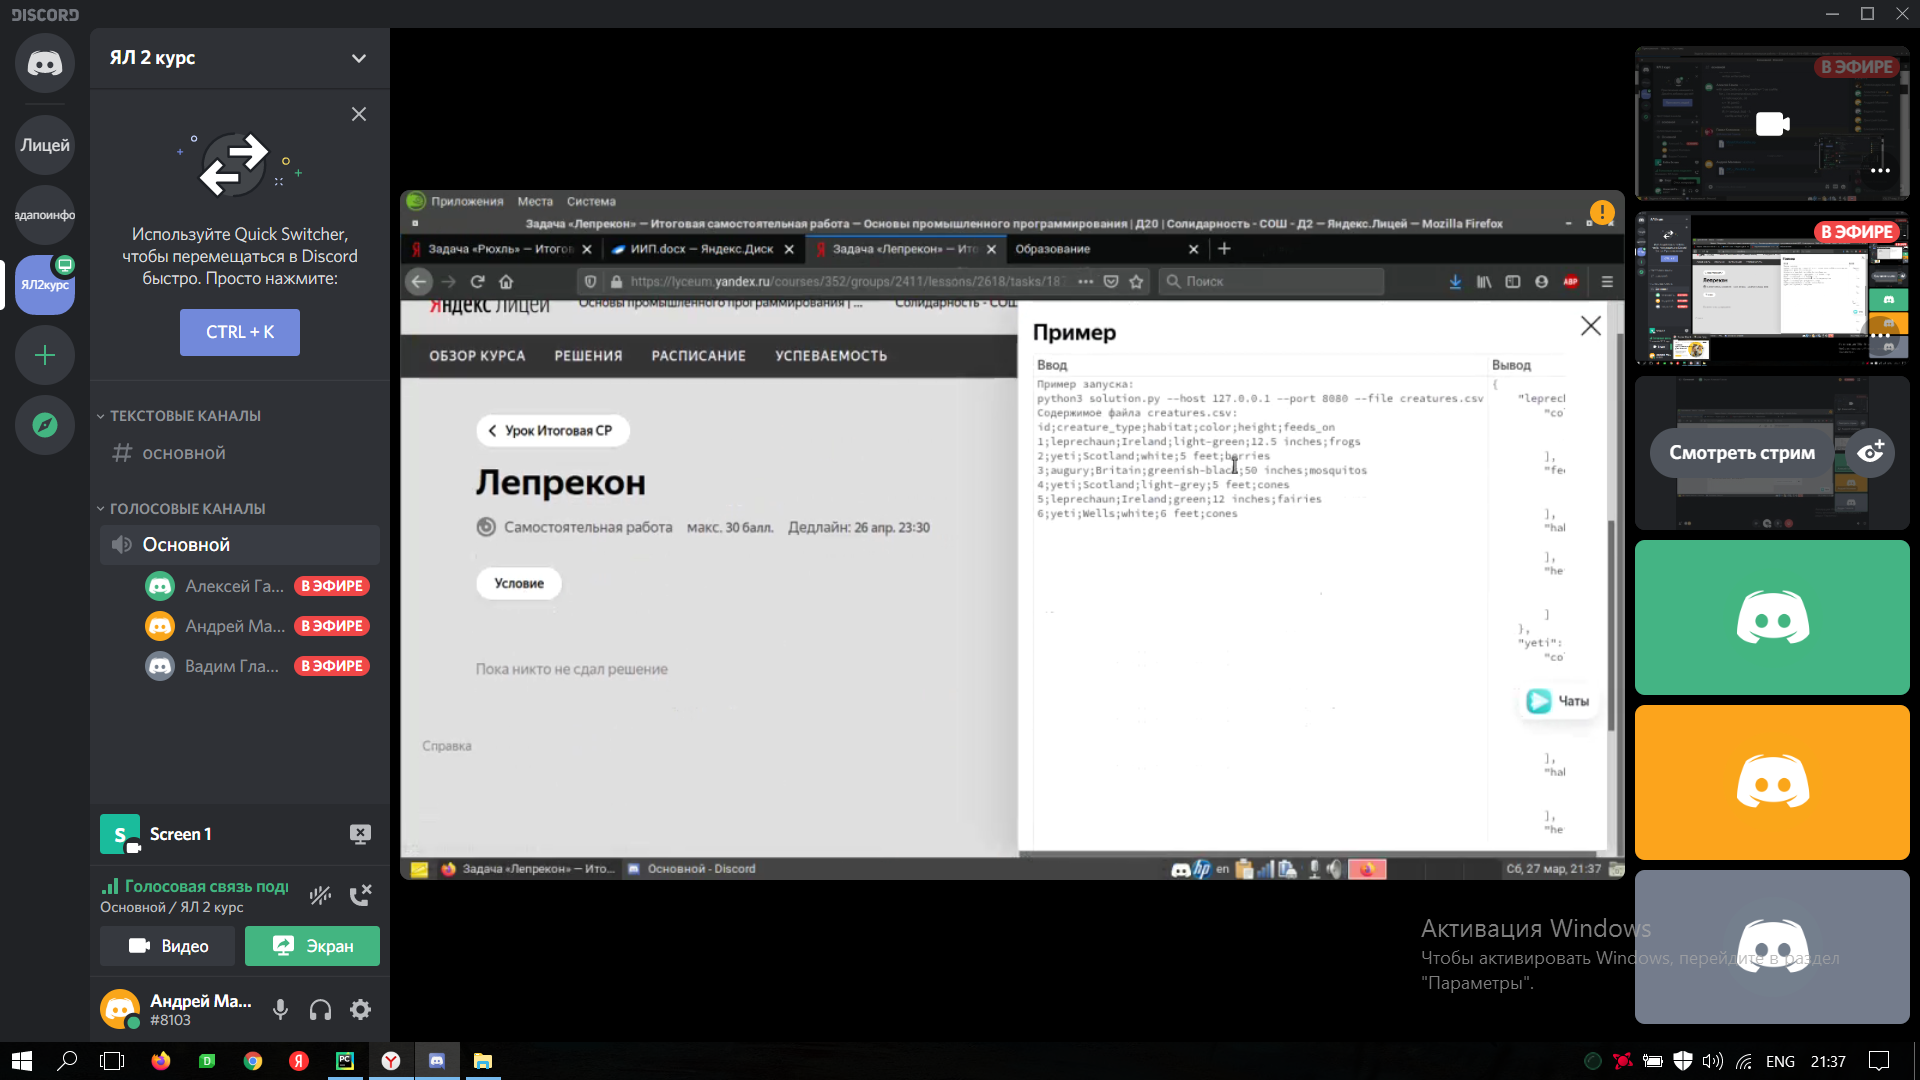 DISCORD
ЯЛ 2 курс
Лицей
адапоинфо
ЯЛ2курс
Используйте Quick Switcher,
чтобы перемещаться в Discord
быстро. Просто нажмите:
CTRL + K
ТЕКСТОВЫЕ КАНАЛЫ
основной
ГОЛОСОВЫЕ КАНАЛЫ
Основной
Алексей Га... В ЭФИРЕ
Андрей Ма... В ЭФИРЕ
Вадим Гла... В ЭФИРЕ
S Screen 1
Голосовая связь подк
Основной / ЯЛ 2 курс
Видео Экран
Андрей Ма...
#8103
Приложения Места Система
Задача «Лепрекон» — Итоговая самостоятельная работа — Основы промышленного программирования | Д20 | Солидарность - СОШ - Д2 — Яндекс.Лицей — Mozilla Firefox
Задача «Рюхль» — Итогов ИИП.docx — Яндекс.Диск Задача «Лепрекон» — Ито Образование
https://lyceum.yandex.ru/courses/352/groups/2411/lessons/2618/tasks/187 Поиск ABP
Яндекс Лицей Основы промышленного программирования | ... Солидарность - СОШ
ОБЗОР КУРСА РЕШЕНИЯ РАСПИСАНИЕ УСПЕВАЕМОСТЬ
Урок Итоговая СР
Лепрекон
Самостоятельная работа макс. 30 балл. Дедлайн: 26 апр. 23:30
Условие
Пока никто не сдал решение
Справка
Пример
Ввод Вывод
Пример запуска:
python3 solution.py --host 127.0.0.1 --port 8080 --file creatures.csv
Содержимое файла creatures.csv:
id;creature_type;habitat;color;height;feeds_on
1;leprechaun;Ireland;light-green;12.5 inches;frogs
2;yeti;Scotland;white;5 feet;berries
3;augury;Britain;greenish-black;50 inches;mosquitos
4;yeti;Scotland;light-grey;5 feet;cones
5;leprechaun;Ireland;green;12 inches;fairies
6;yeti;Wells;white;6 feet;cones
{
"leprecl
"co
],
"fe
],
"hal
],
"he
]
},
"yeti":
"co
],
"hal
],
"he
Чаты
Задача «Лепрекон» — Ито... Основной - Discord
hp en Сб, 27 мар, 21:37
В ЭФИРЕ
В ЭФИРЕ
Смотреть стрим
Активация Windows
Чтобы активировать Windows, перейдите в раздел
"Параметры".
ENG 21:37